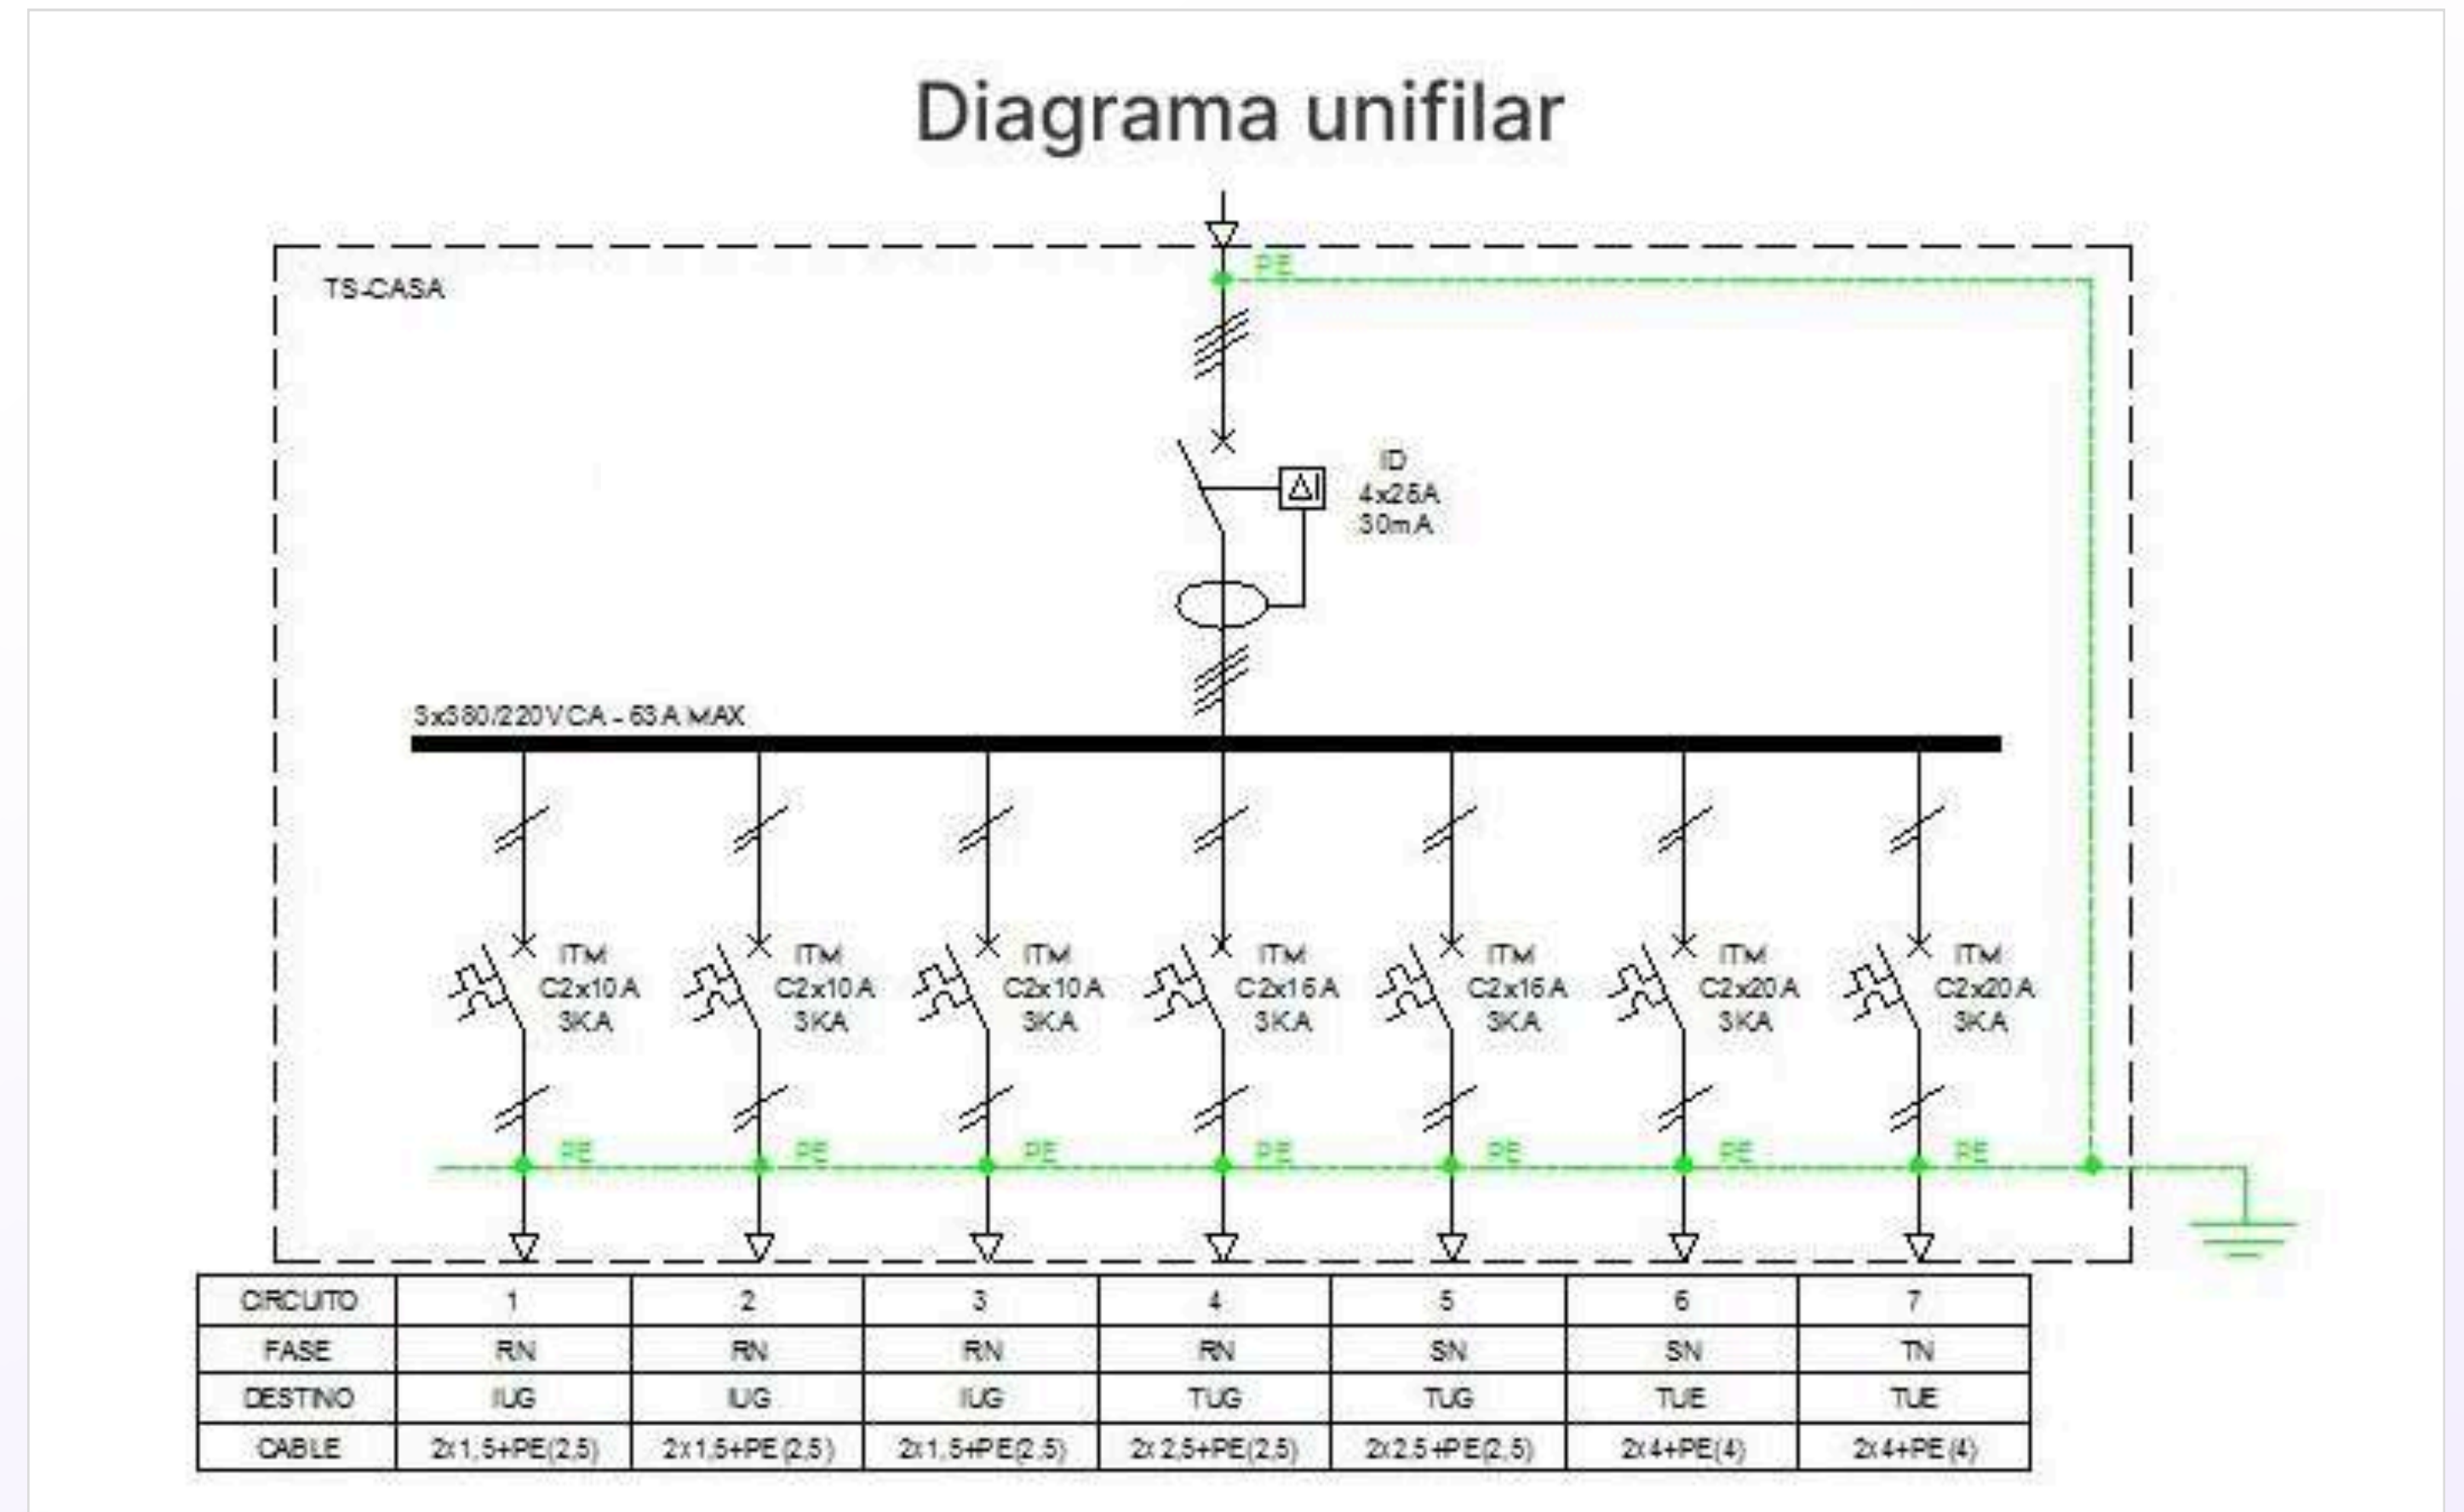 Diagrama unifilar
PE
TS-CASA
ID
4x25A
30mA
3x380/220VCA - 63A MAX
ITM ITM ITM ITM ITM ITM ITM
C2x10A C2x10A C2x10A C2x16A C2x16A C2x20A C2x20A
3KA 3KA 3KA 3KA 3KA 3KA 3KA
PE PE PE PE PE PE PE
CIRCUITO 1 2 3 4 5 6 7
FASE RN RN RN RN SN SN TN
DESTINO IUG IUG IUG TUG TUG TUE TUE
CABLE 2x1,5+PE(2,5) 2x1,5+PE(2,5) 2x1,5+PE(2,5) 2x2,5+PE(2,5) 2x2,5+PE(2,5) 2x4+PE(4) 2x4+PE(4)